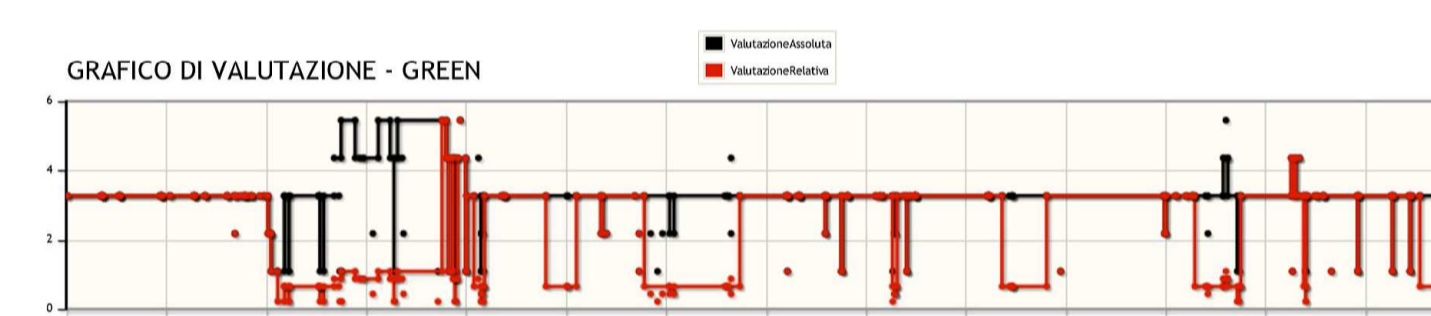 ValutazioneAssoluta
GRAFICO DI VALUTAZIONE - GREEN
ValutazioneRelativa
6
4
2
0